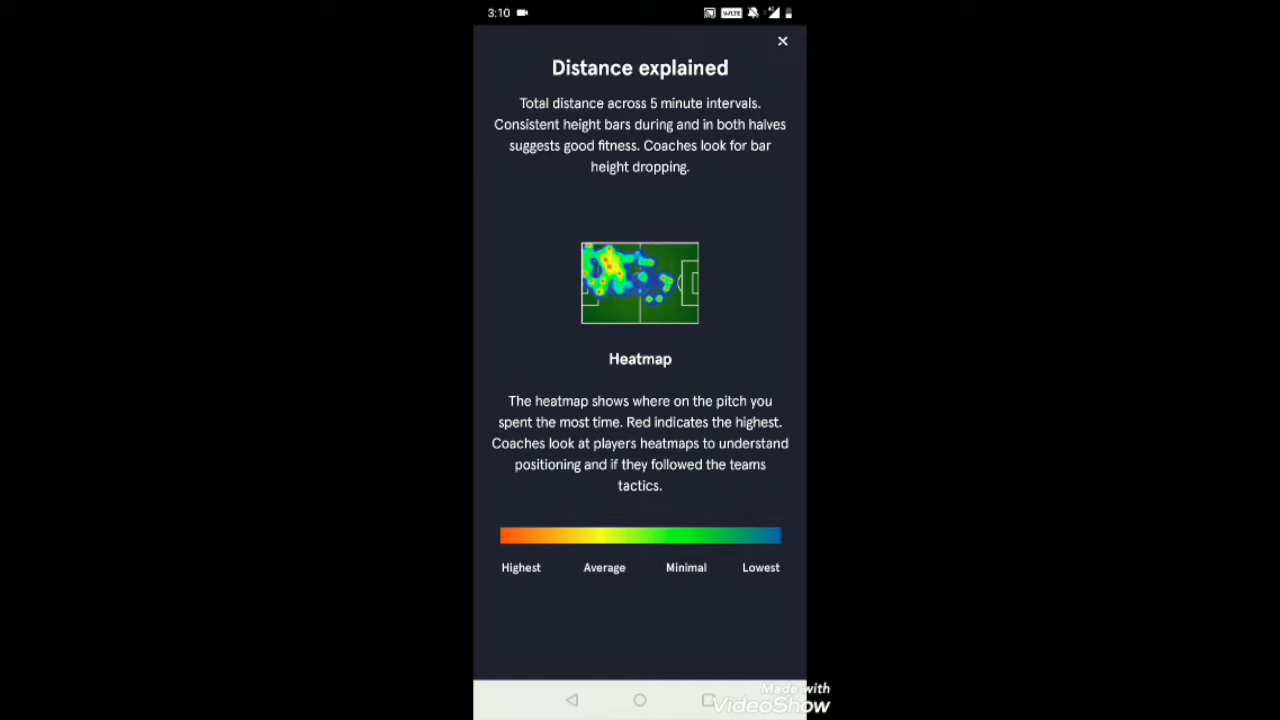 3:10
VoLTE
Distance explained
Total distance across 5 minute intervals.
Consistent height bars during and in both halves
suggests good fitness. Coaches look for bar
height dropping.
Heatmap
The heatmap shows where on the pitch you
spent the most time. Red indicates the highest.
Coaches look at players heatmaps to understand
positioning and if they followed the teams
tactics.
Highest Average Minimal Lowest
Made with
VideoShow